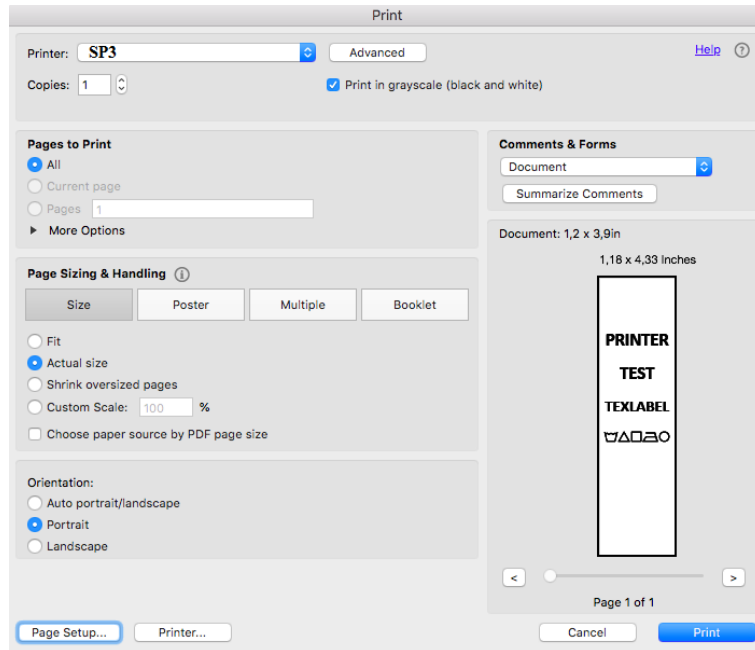 Print
Printer: SP3 Advanced Help ?
Copies: 1 Print in grayscale (black and white)
Pages to Print
All
Current page
Pages 1
More Options
Comments & Forms
Document
Summarize Comments
Page Sizing & Handling i
Size Poster Multiple Booklet
Fit
Actual size
Shrink oversized pages
Custom Scale: 100 %
Choose paper source by PDF page size
Orientation:
Auto portrait/landscape
Portrait
Landscape
Document: 1,2 x 3,9in
1,18 x 4,33 Inches
PRINTER
TEST
TEXLABEL
< >
Page 1 of 1
Page Setup... Printer... Cancel Print